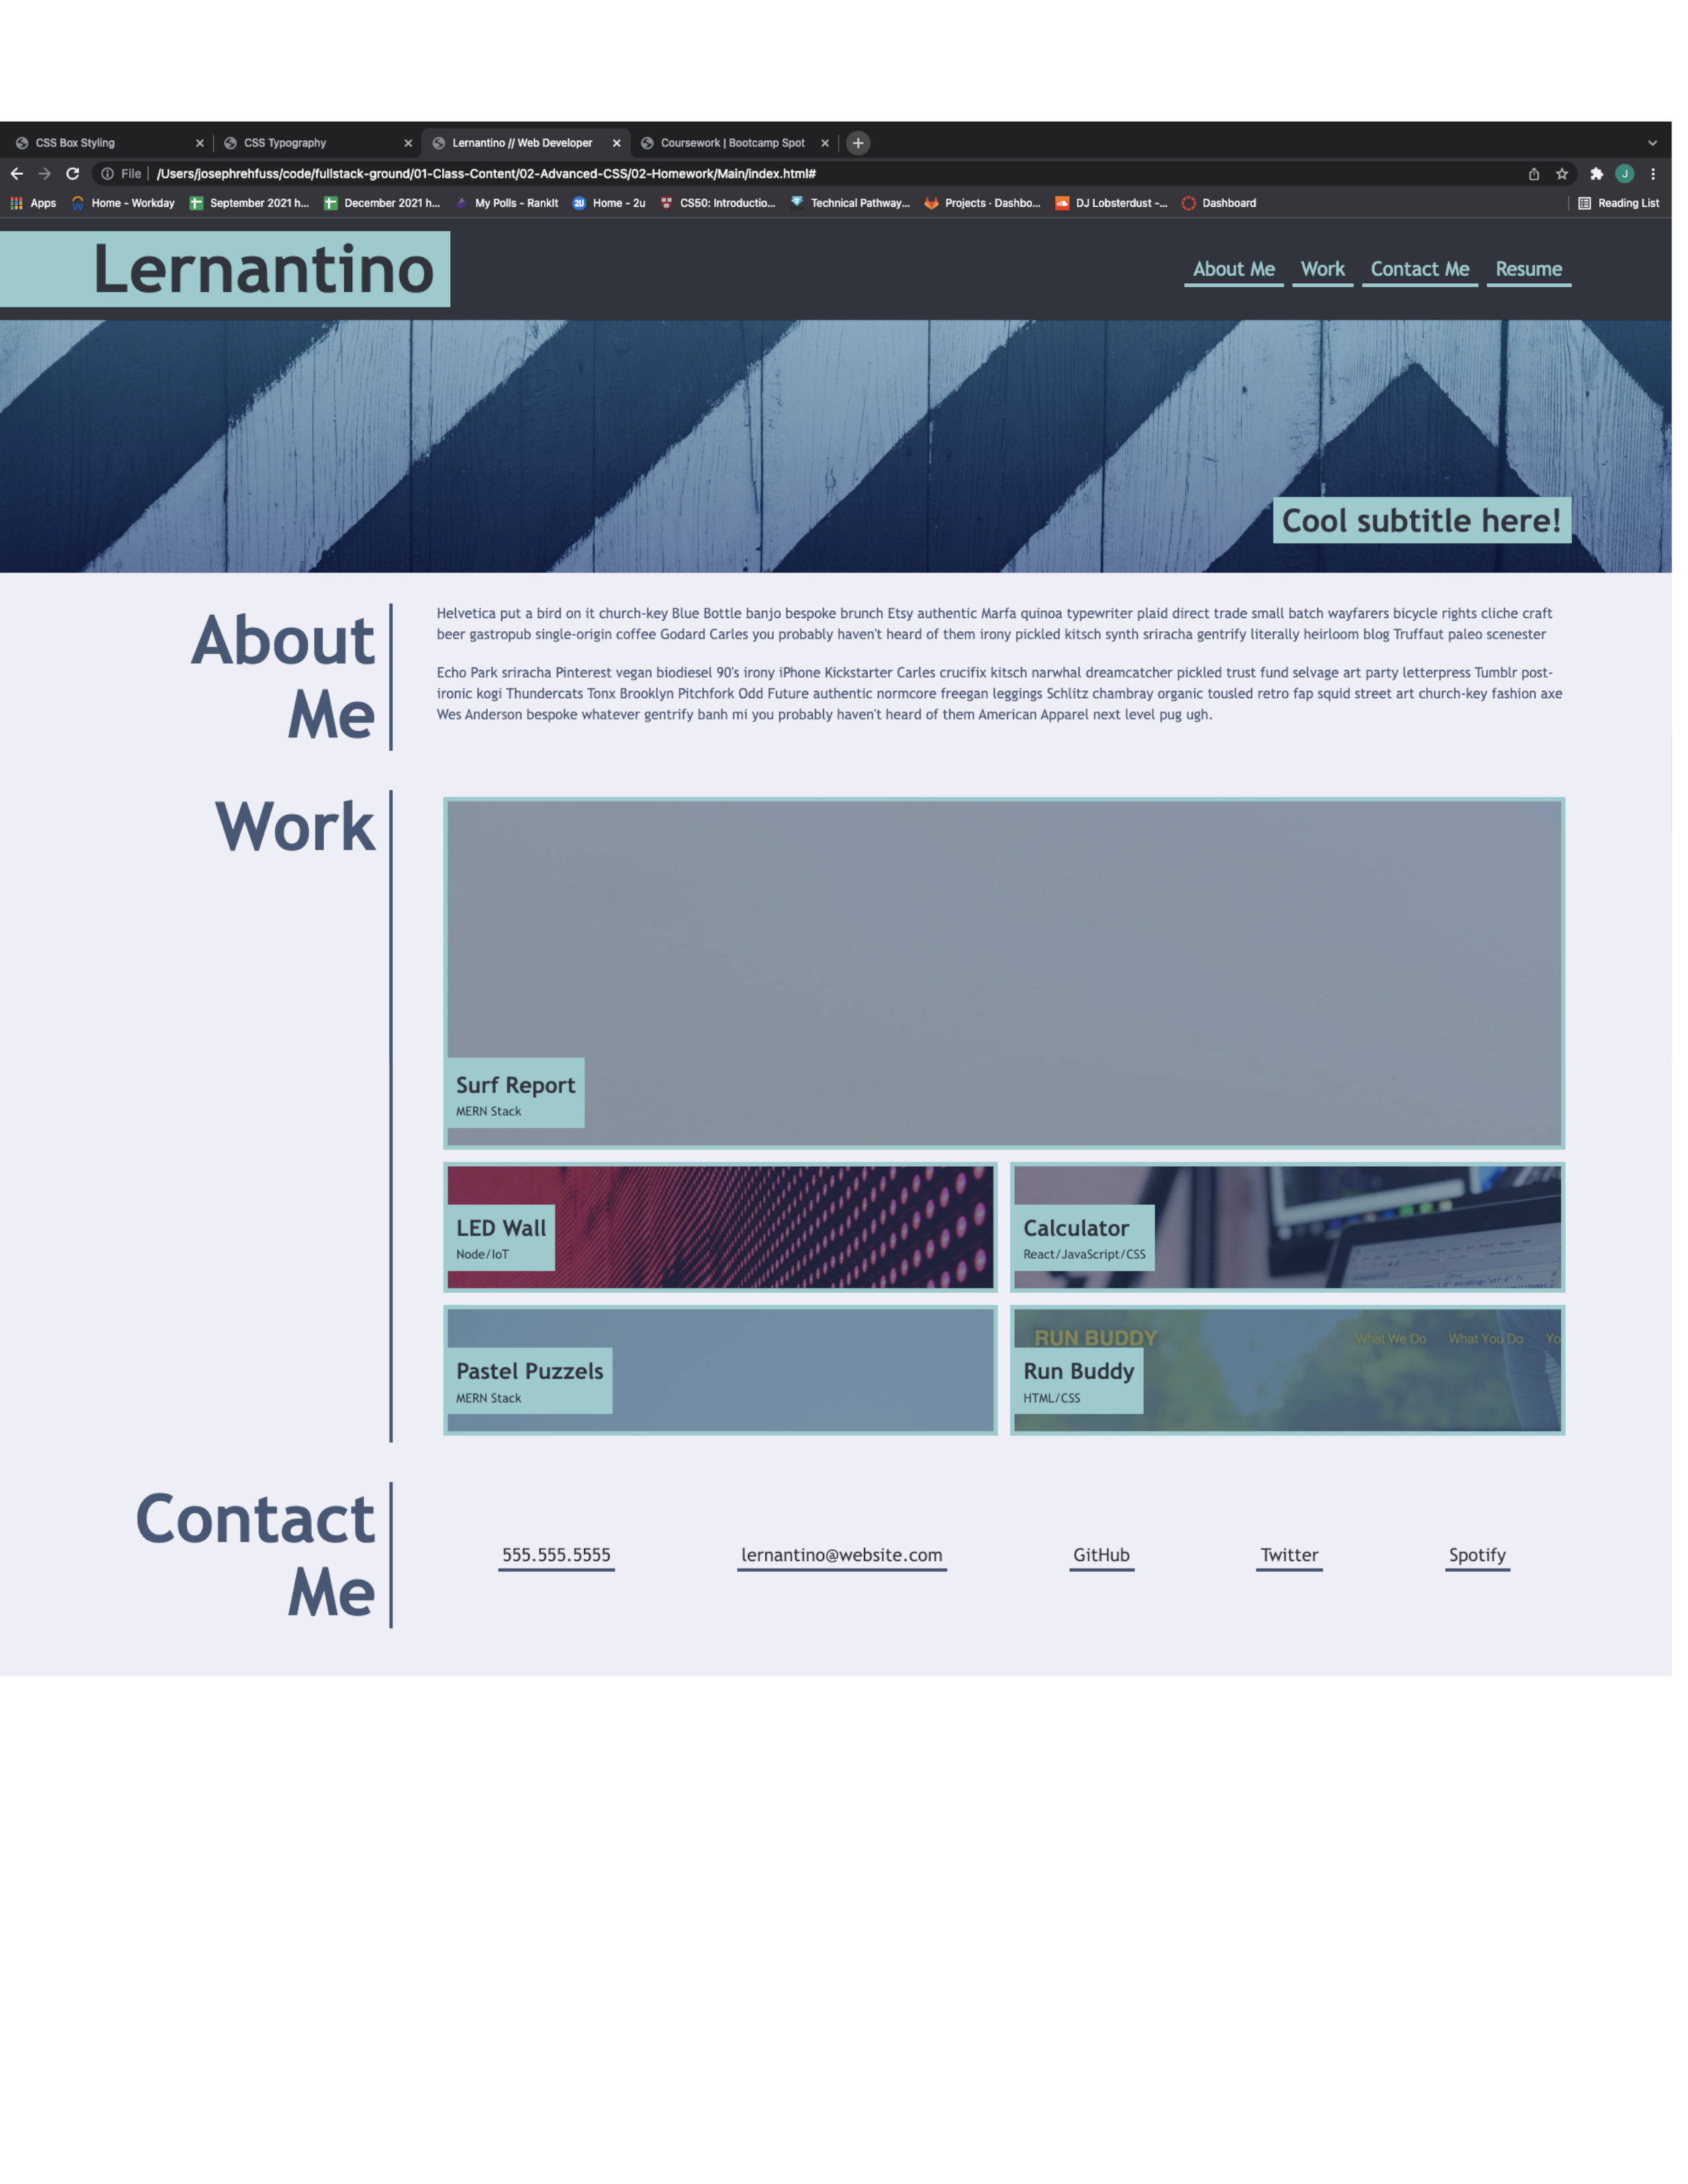 CSS Box Styling
CSS Typography
Lernantino // Web Developer
Coursework | Bootcamp Spot
File | /Users/josephrehfuss/code/fullstack-ground/01-Class-Content/02-Advanced-CSS/02-Homework/Main/index.html#
J
Apps
Home - Workday
September 2021 h...
December 2021 h...
My Polls - RankIt
2U
Home - 2u
CS50: Introductio...
Technical Pathway...
Projects · Dashbo...
DJ Lobsterdust -...
Dashboard
Reading List
Lernantino
About Me
Work
Contact Me
Resume
Cool subtitle here!
About
Me
Helvetica put a bird on it church-key Blue Bottle banjo bespoke brunch Etsy authentic Marfa quinoa typewriter plaid direct trade small batch wayfarers bicycle rights cliche craft
beer gastropub single-origin coffee Godard Carles you probably haven't heard of them irony pickled kitsch synth sriracha gentrify literally heirloom blog Truffaut paleo scenester
Echo Park sriracha Pinterest vegan biodiesel 90's irony iPhone Kickstarter Carles crucifix kitsch narwhal dreamcatcher pickled trust fund selvage art party letterpress Tumblr post-
ironic kogi Thundercats Tonx Brooklyn Pitchfork Odd Future authentic normcore freegan leggings Schlitz chambray organic tousled retro fap squid street art church-key fashion axe
Wes Anderson bespoke whatever gentrify banh mi you probably haven't heard of them American Apparel next level pug ugh.
Work
Surf Report
MERN Stack
LED Wall
Node/IoT
Calculator
React/JavaScript/CSS
Pastel Puzzels
MERN Stack
RUN BUDDY
What We Do
What You Do
Yo
Run Buddy
HTML/CSS
Contact
Me
555.555.5555
lernantino@website.com
GitHub
Twitter
Spotify